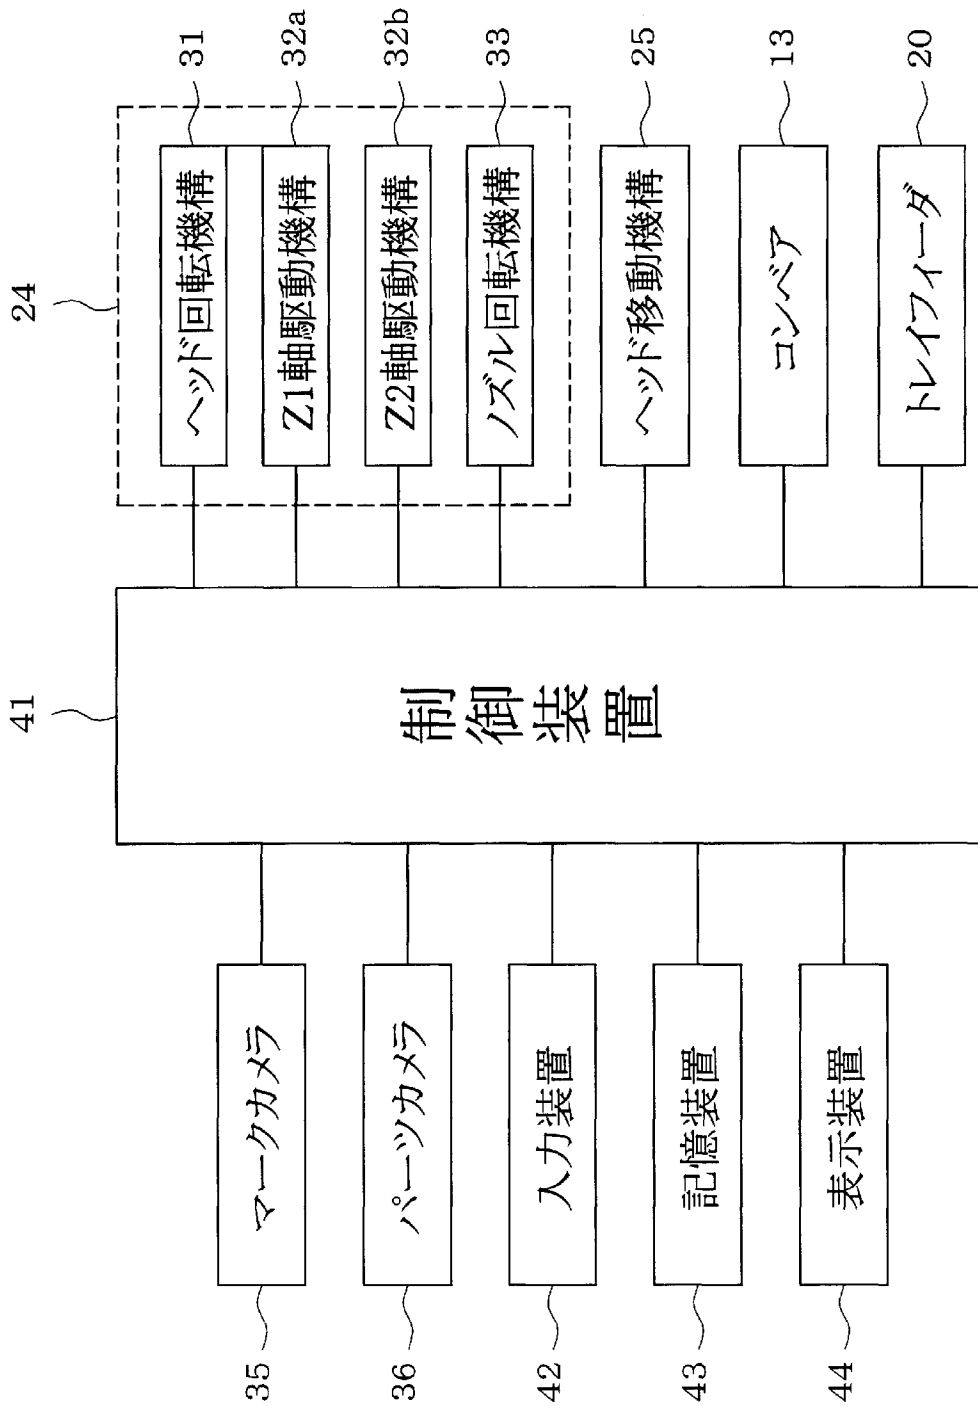 24
41
ヘッド回転機構
31
Z1軸駆動機構
32a
Z2軸駆動機構
32b
ノズル回転機構
33
ヘッド移動機構
25
コンベア
13
トレイフィーダ
20
制御装置
35
マークカメラ
36
パーツカメラ
42
入力装置
43
記憶装置
44
表示装置